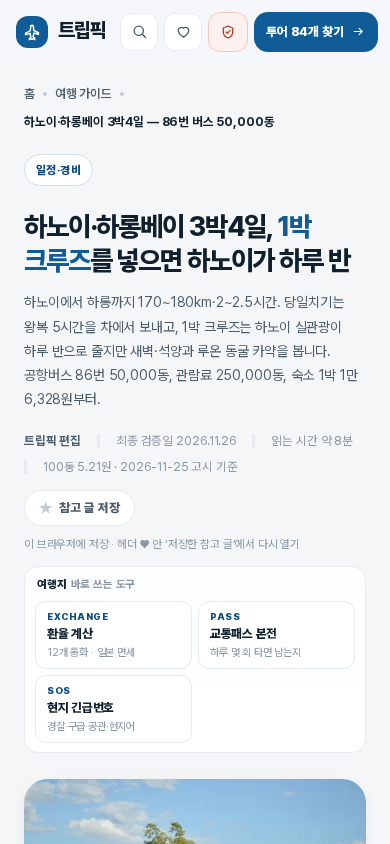 트립픽
투어 84개 찾기 →
홈 • 여행 가이드 •
하노이·하롱베이 3박4일 — 86번 버스 50,000동
일정·경비
하노이·하롱베이 3박4일, 1박
크루즈를 넣으면 하노이가 하루 반
하노이에서 하롱까지 170~180km·2~2.5시간. 당일치기는
왕복 5시간을 차에서 보내고, 1박 크루즈는 하노이 실관광이
하루 반으로 줄지만 새벽·석양과 루온 동굴 카약을 봅니다.
공항버스 86번 50,000동, 관람료 250,000동, 숙소 1박 1만
6,328원부터.
트립픽 편집 | 최종 검증일 2026.11.26 | 읽는 시간 약 8분
| 100동 5.21원 · 2026-11-25 고시 기준
★ 참고 글 저장
이 브라우저에 저장 · 헤더 ♥ 안 '저장한 참고 글'에서 다시 열기
여행지 바로 쓰는 도구
EXCHANGE
환율 계산
12개 통화 · 일본 면세
PASS
교통패스 본전
하루 몇 회 타면 남는지
SOS
현지 긴급번호
경찰·구급·공관·현지어